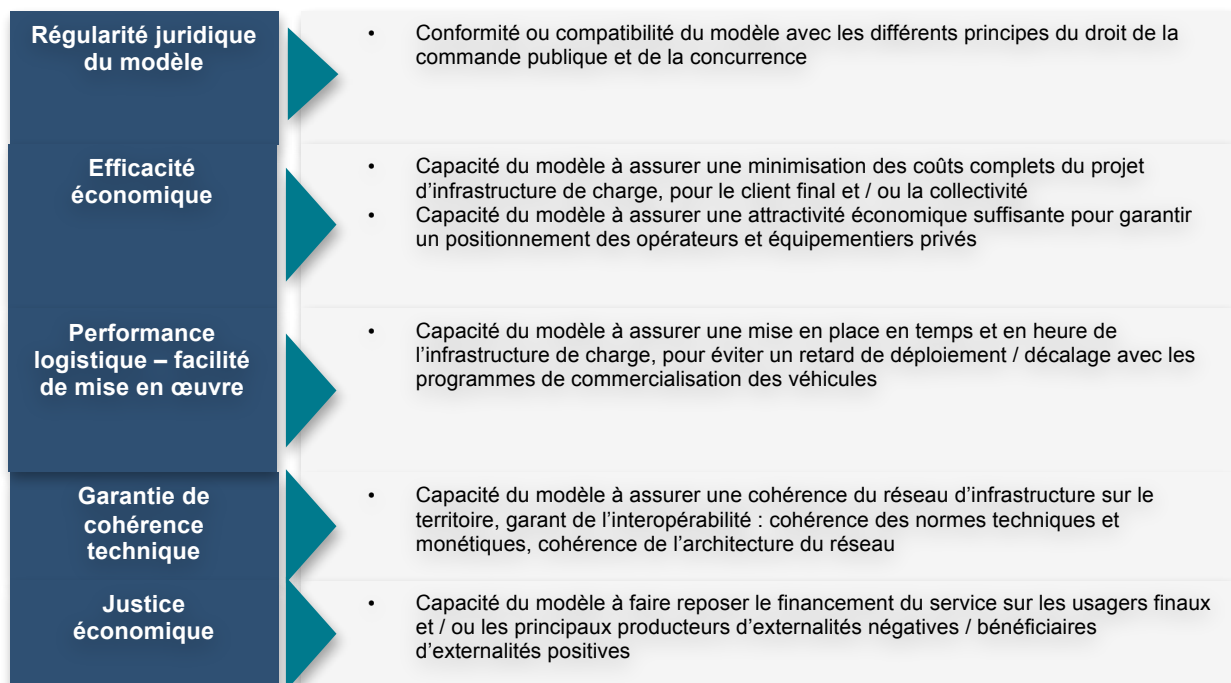 Régularité juridique
du modèle
• Conformité ou compatibilité du modèle avec les différents principes du droit de la
commande publique et de la concurrence
Efficacité
économique
• Capacité du modèle à assurer une minimisation des coûts complets du projet
d’infrastructure de charge, pour le client final et / ou la collectivité
• Capacité du modèle à assurer une attractivité économique suffisante pour garantir
un positionnement des opérateurs et équipementiers privés
Performance
logistique – facilité
de mise en œuvre
• Capacité du modèle à assurer une mise en place en temps et en heure de
l’infrastructure de charge, pour éviter un retard de déploiement / décalage avec les
programmes de commercialisation des véhicules
Garantie de
cohérence
technique
• Capacité du modèle à assurer une cohérence du réseau d’infrastructure sur le
territoire, garant de l’interopérabilité : cohérence des normes techniques et
monétiques, cohérence de l’architecture du réseau
Justice
économique
• Capacité du modèle à faire reposer le financement du service sur les usagers finaux
et / ou les principaux producteurs d’externalités négatives / bénéficiaires
d’externalités positives